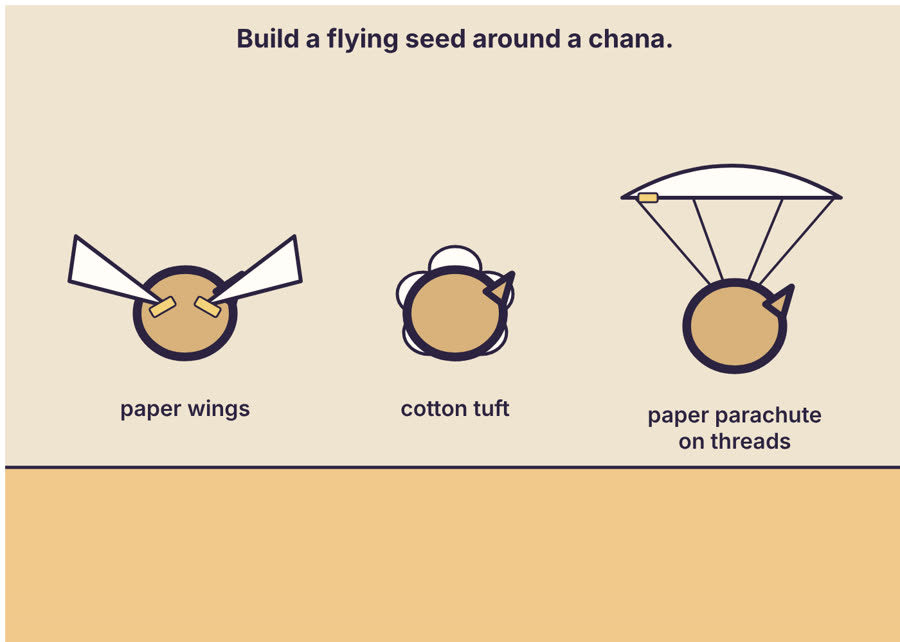 Build a flying seed around a chana.
paper wings
cotton tuft
paper parachute
on threads